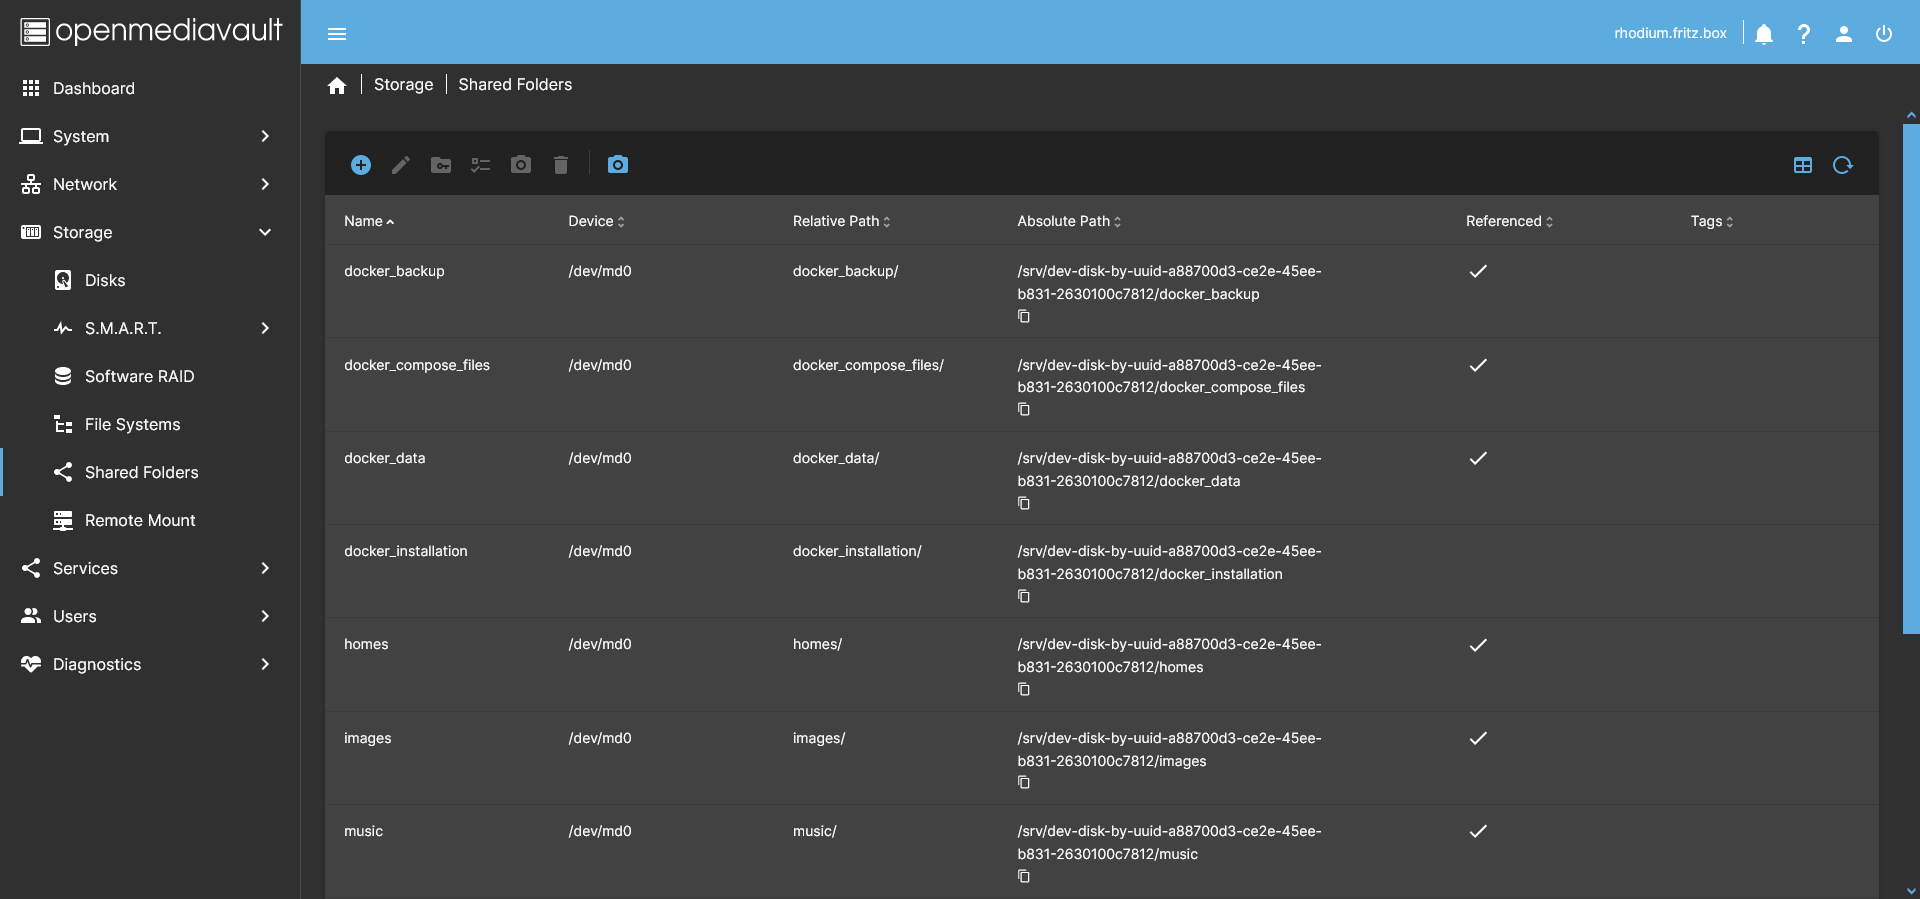 openmediavault
rhodium.fritz.box
Storage
Shared Folders
Dashboard
System
Network
Storage
Disks
S.M.A.R.T.
Software RAID
File Systems
Shared Folders
Remote Mount
Services
Users
Diagnostics
Name Device Relative Path Absolute Path Referenced Tags
docker_backup /dev/md0 docker_backup/ /srv/dev-disk-by-uuid-a88700d3-ce2e-45ee-
b831-2630100c7812/docker_backup
docker_compose_files /dev/md0 docker_compose_files/ /srv/dev-disk-by-uuid-a88700d3-ce2e-45ee-
b831-2630100c7812/docker_compose_files
docker_data /dev/md0 docker_data/ /srv/dev-disk-by-uuid-a88700d3-ce2e-45ee-
b831-2630100c7812/docker_data
docker_installation /dev/md0 docker_installation/ /srv/dev-disk-by-uuid-a88700d3-ce2e-45ee-
b831-2630100c7812/docker_installation
homes /dev/md0 homes/ /srv/dev-disk-by-uuid-a88700d3-ce2e-45ee-
b831-2630100c7812/homes
images /dev/md0 images/ /srv/dev-disk-by-uuid-a88700d3-ce2e-45ee-
b831-2630100c7812/images
music /dev/md0 music/ /srv/dev-disk-by-uuid-a88700d3-ce2e-45ee-
b831-2630100c7812/music